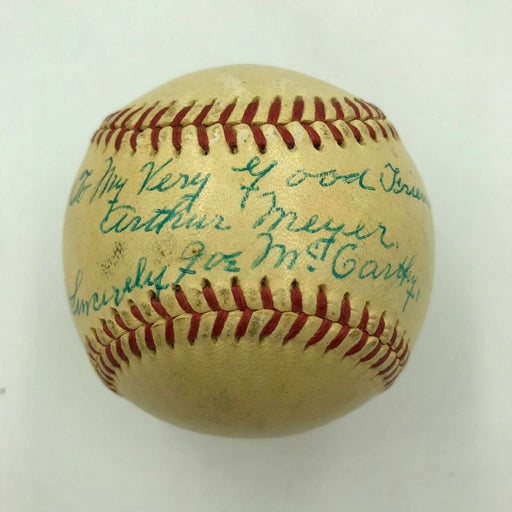 To My Very Good Friend
Arthur Meyer.
Sincerely Joe McCarthy.